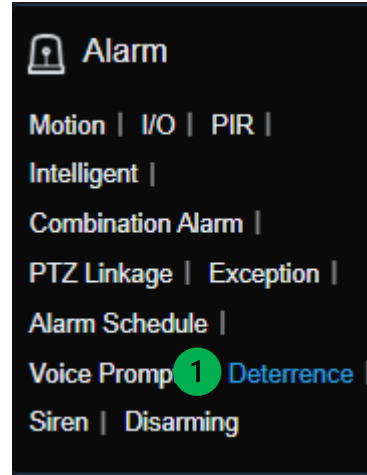 Alarm
Motion | I/O | PIR |
Intelligent |
Combination Alarm |
PTZ Linkage | Exception |
Alarm Schedule |
Voice Promp 1 Deterrence |
Siren | Disarming